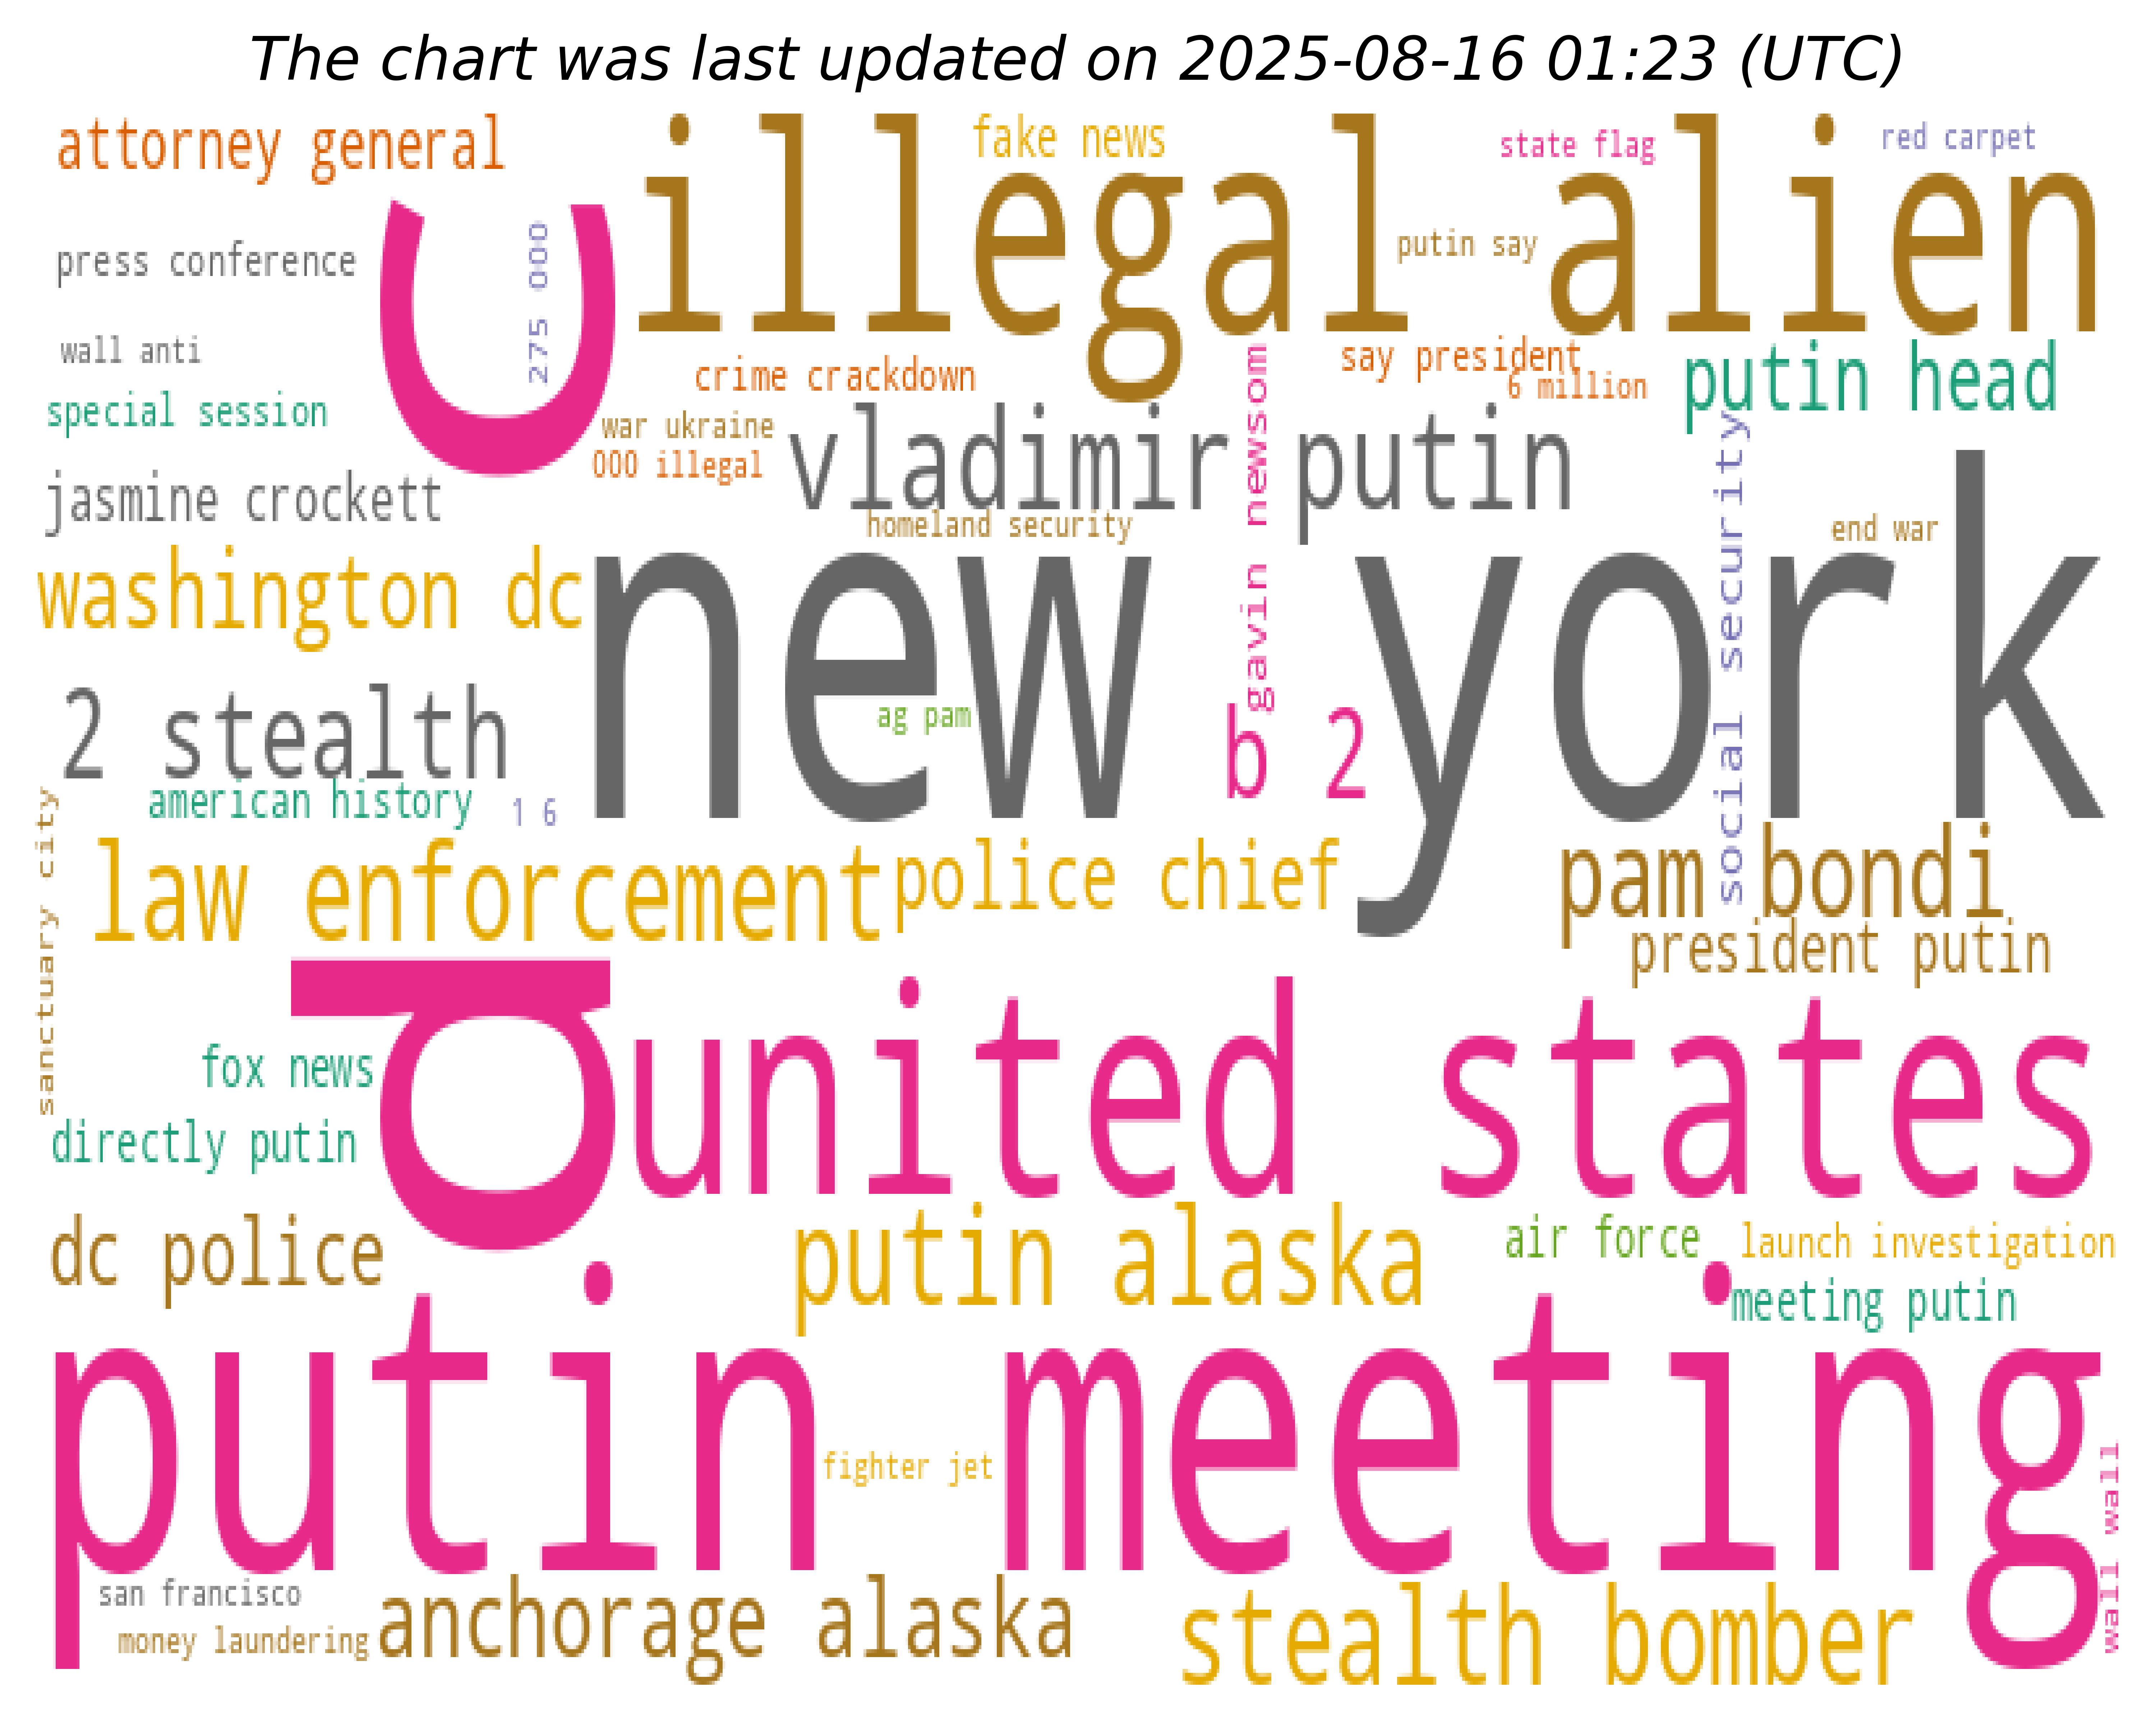 The chart was last updated on 2025-08-16 01:23 (UTC)
attorney general
illegal alien
fake news
state flag
red carpet
press conference
275 000
putin say
wall anti
crime crackdown
say president
6 million
putin head
special session
war ukraine
000 illegal
vladimir putin
gavin newsom
social security
jasmine crockett
homeland security
end war
washington dc
new york
2 stealth
ag pam
b 2
american history
1 6
sanctuary city
law enforcement
police chief
pam bondi
president putin
d c
united states
fox news
directly putin
dc police
putin alaska
air force
launch investigation
meeting putin
putin meeting
fighter jet
wall wall
san francisco
money laundering
anchorage alaska
stealth bomber